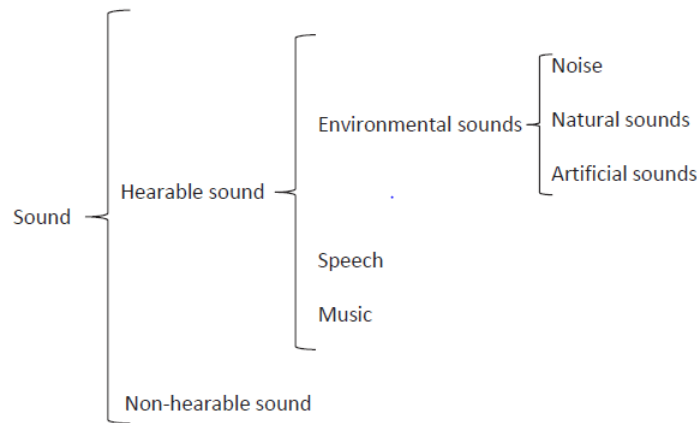 Noise
Environmental sounds
Natural sounds
Artificial sounds
Hearable sound
Sound
Speech
Music
Non-hearable sound